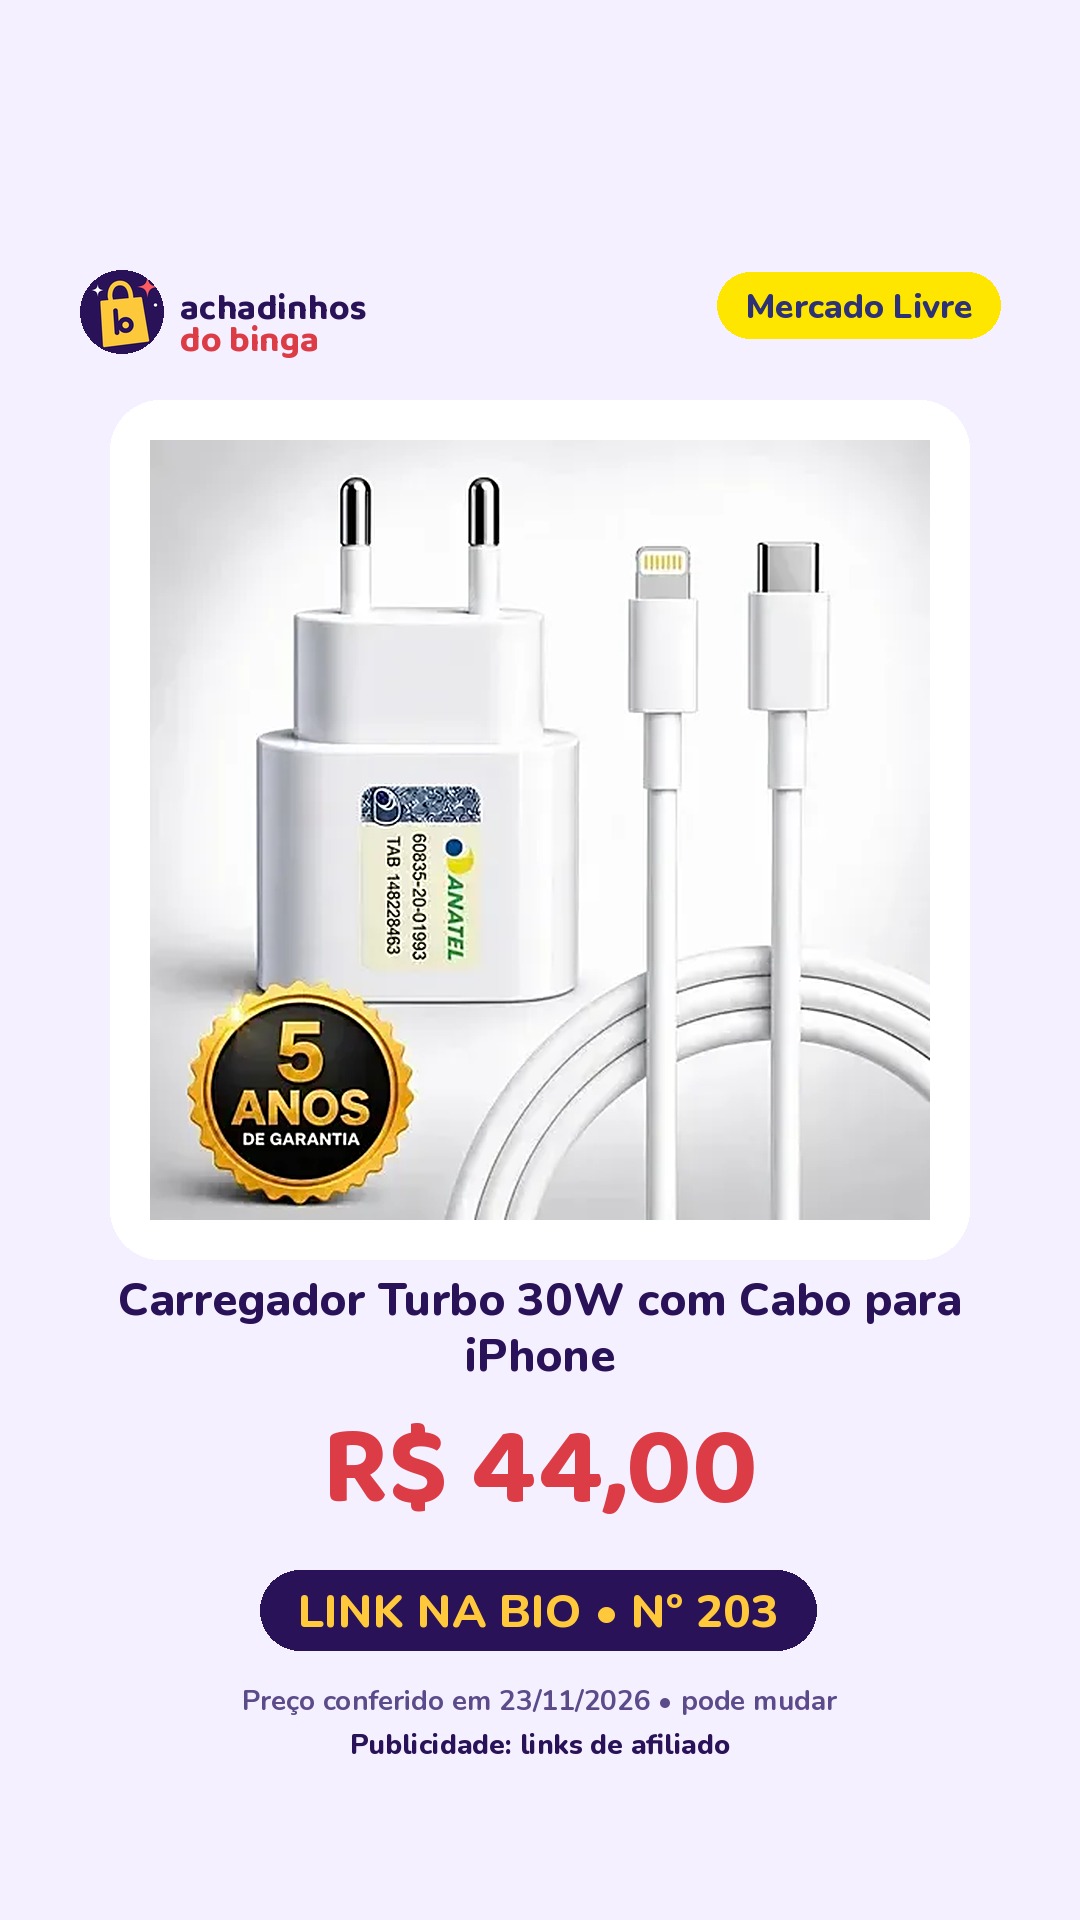 achadinhos
do binga
b
Mercado Livre
ANATEL
60835-20-01993
TAB 148228463
5
ANOS
DE GARANTIA
Carregador Turbo 30W com Cabo para
iPhone
R$ 44,00
LINK NA BIO • Nº 203
Preço conferido em 23/11/2026 • pode mudar
Publicidade: links de afiliado